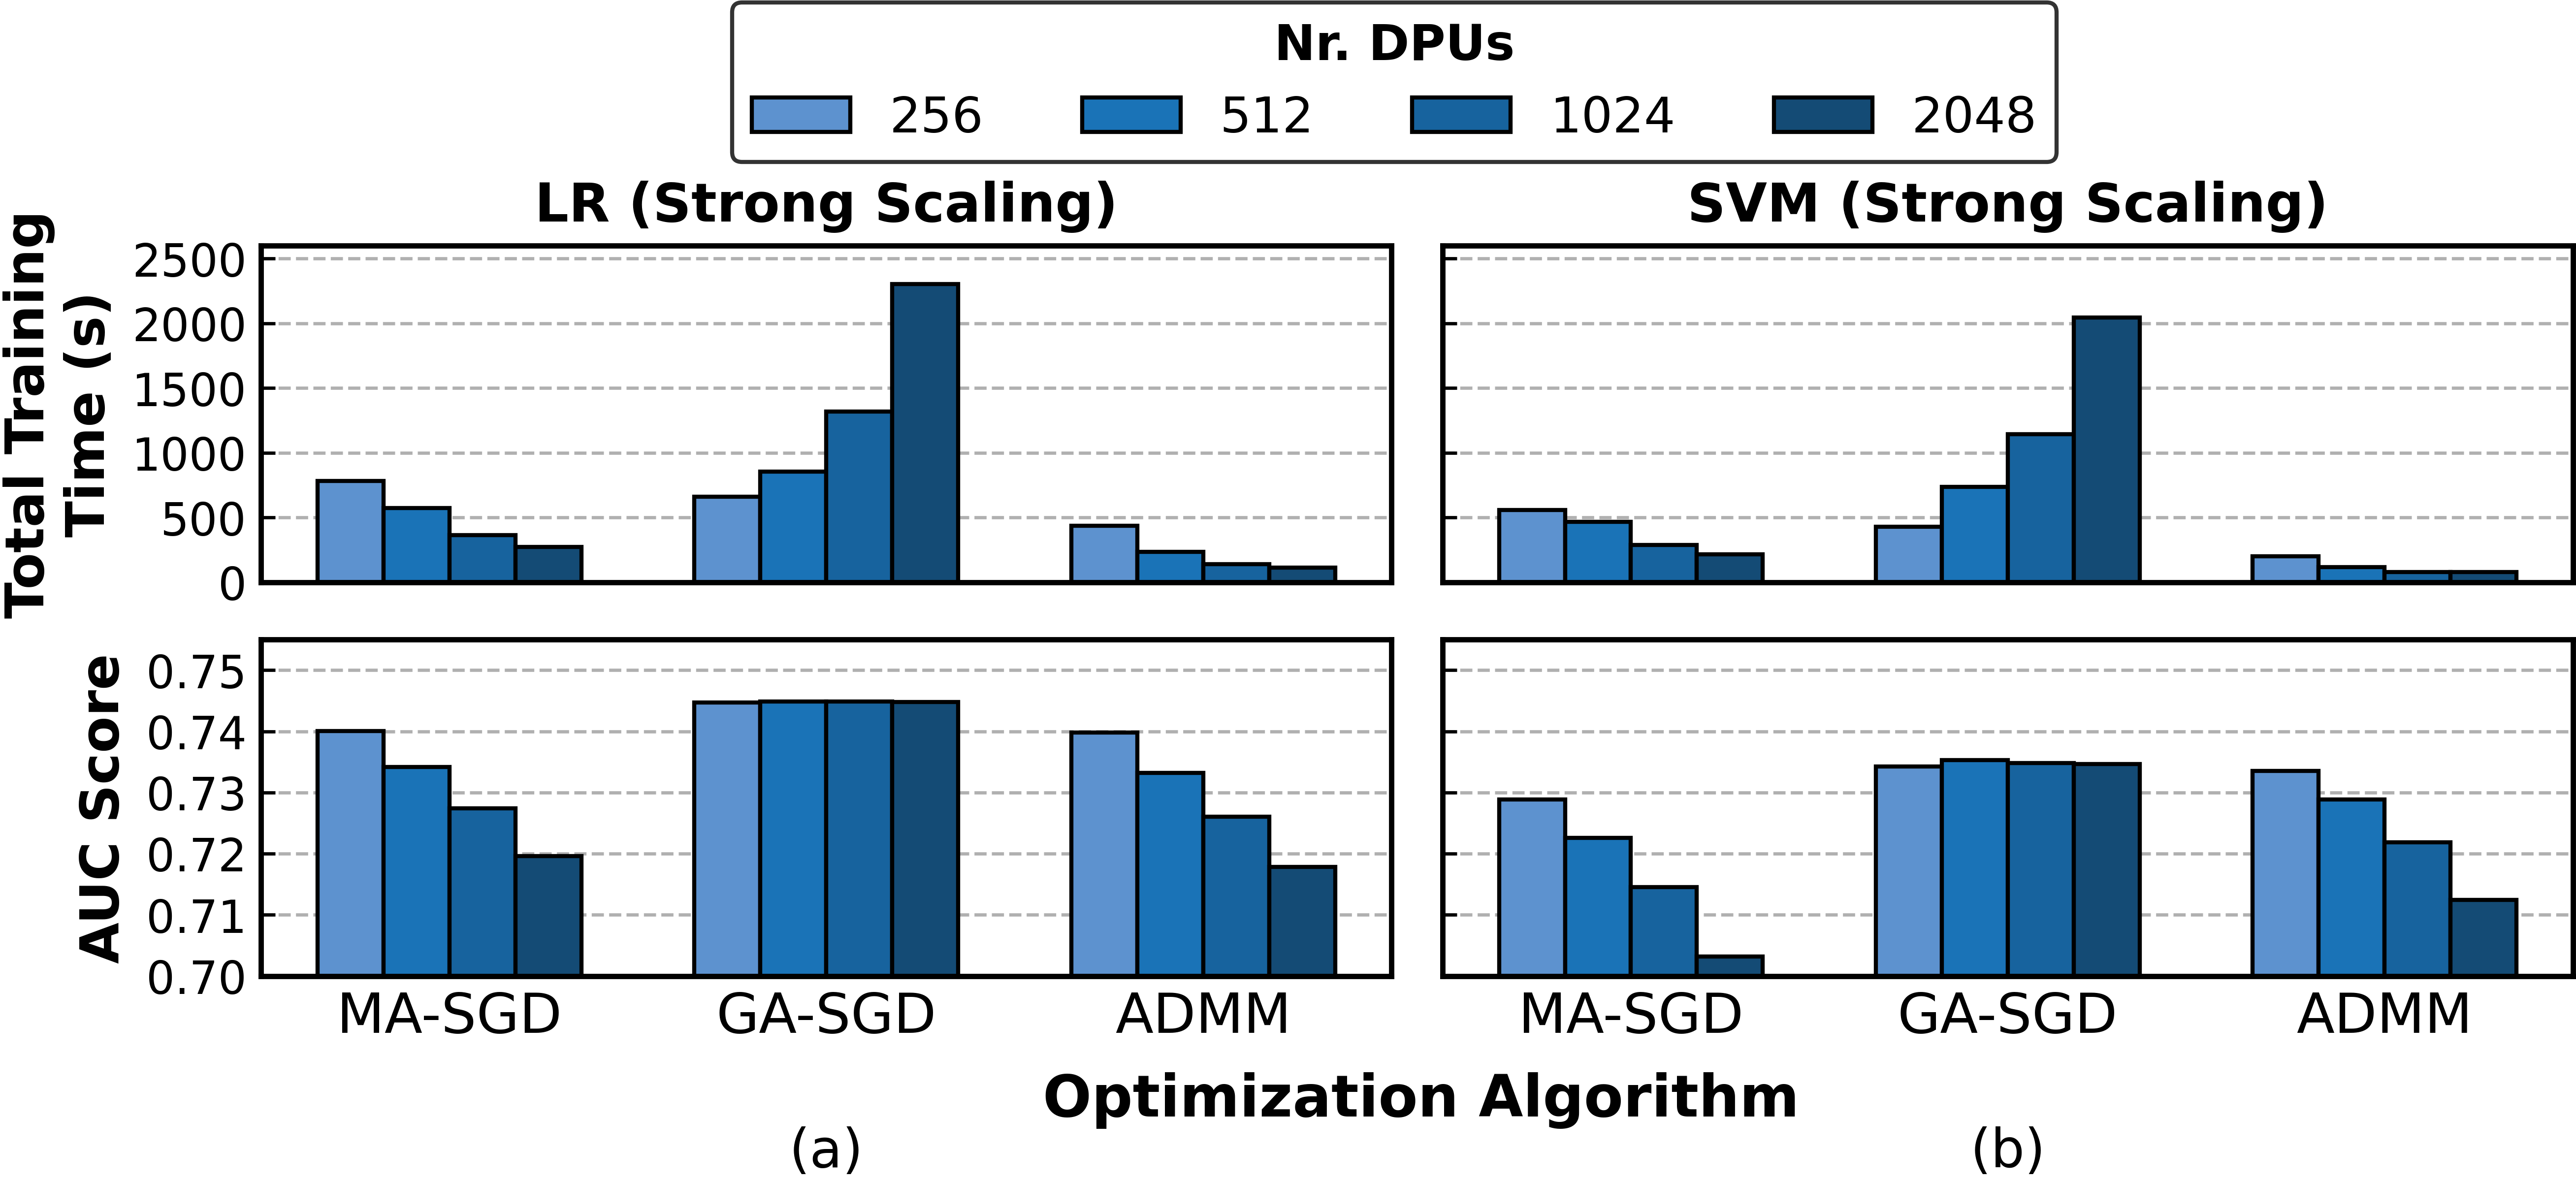 Nr. DPUs
256 512 1024 2048
LR (Strong Scaling)
SVM (Strong Scaling)
Total Training
Time (s)
2500
2000
1500
1000
500
0
AUC Score
0.75
0.74
0.73
0.72
0.71
0.70
MA-SGD GA-SGD ADMM
MA-SGD GA-SGD ADMM
Optimization Algorithm
(a)
(b)